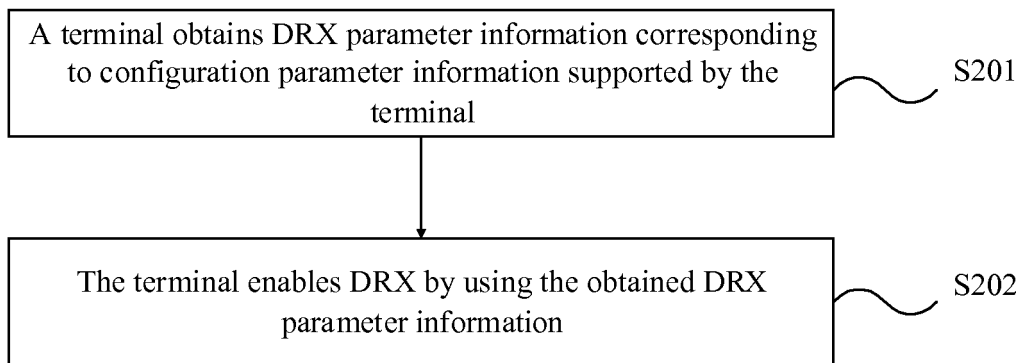 A terminal obtains DRX parameter information corresponding
to configuration parameter information supported by the
terminal
S201
The terminal enables DRX by using the obtained DRX
parameter information
S202